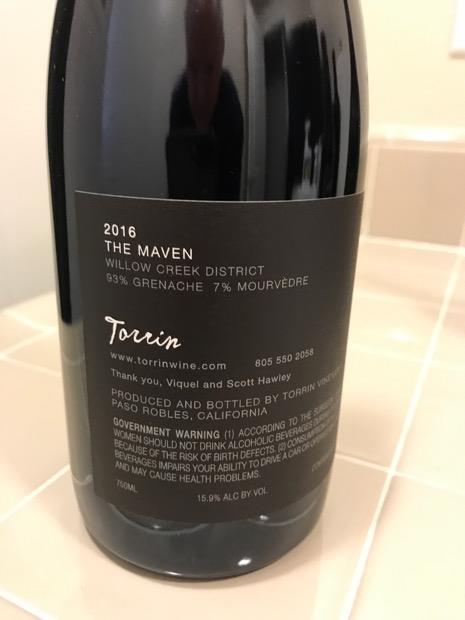 2016
THE MAVEN
WILLOW CREEK DISTRICT
93% GRENACHE 7% MOURVÈDRE
Torrin
www.torrinwine.com 805 550 2058
Thank you, Viquel and Scott Hawley
PRODUCED AND BOTTLED BY TORRIN
PASO ROBLES, CALIFORNIA
GOVERNMENT WARNING (1) ACCORDING TO THE SURGEON
WOMEN SHOULD NOT DRINK ALCOHOLIC BEVERAGES
BECAUSE OF THE RISK OF BIRTH DEFECTS. (2) CONSUMPTION
BEVERAGES IMPAIRS YOUR ABILITY TO DRIVE A CAR OR
AND MAY CAUSE HEALTH PROBLEMS.
750ML 15.9% ALC BY VOL